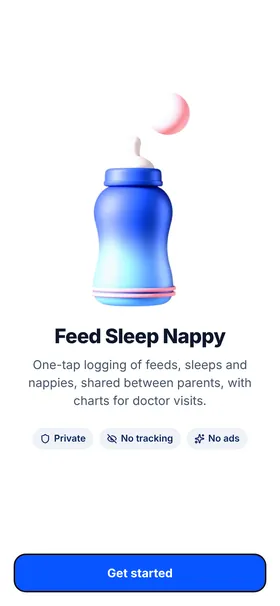 Feed Sleep Nappy
One-tap logging of feeds, sleeps and
nappies, shared between parents, with
charts for doctor visits.
Private
No tracking
No ads
Get started